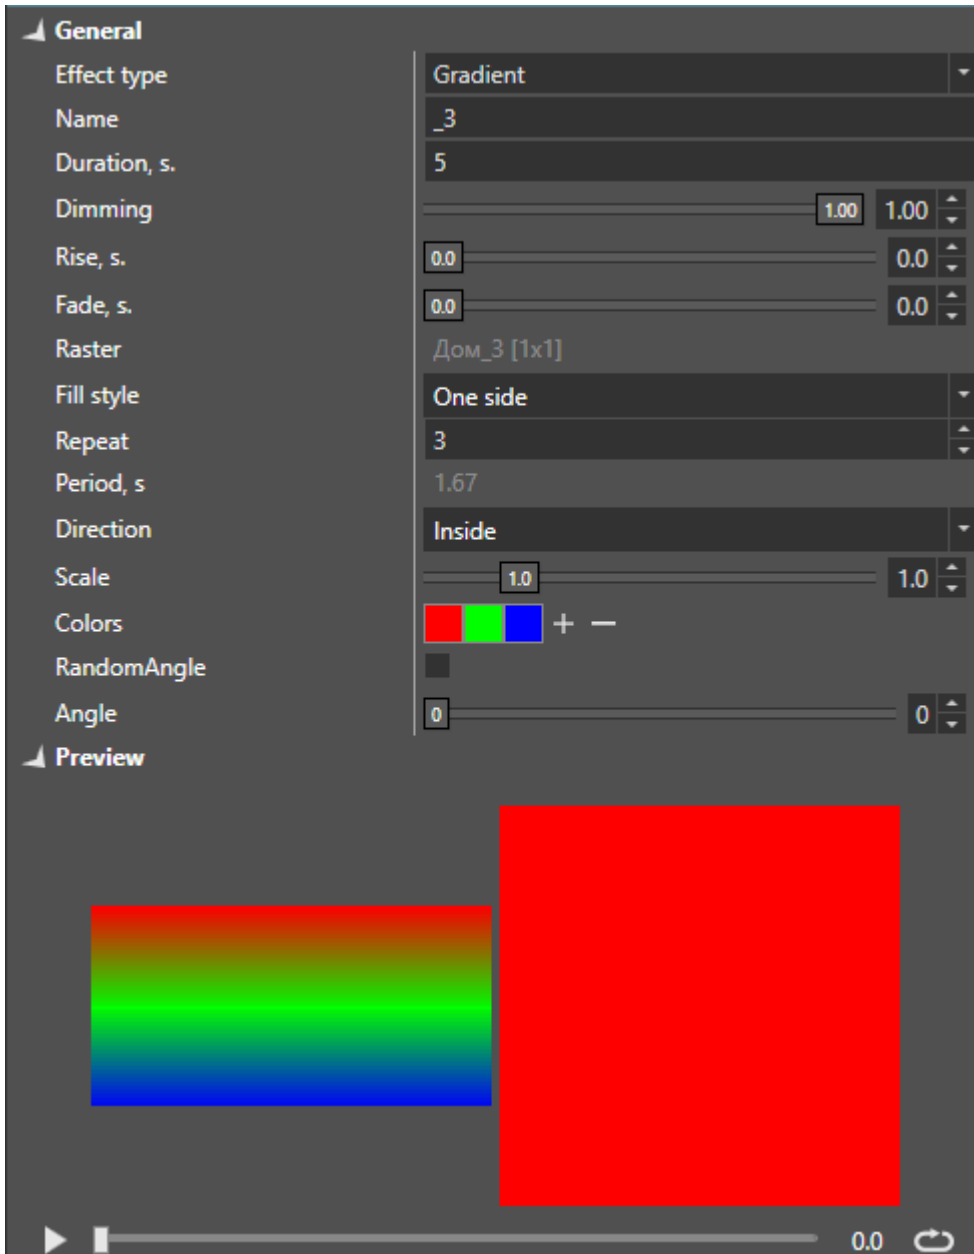 General
Effect type Gradient
Name _3
Duration, s. 5
Dimming 1.00 1.00
Rise, s. 0.0 0.0
Fade, s. 0.0 0.0
Raster Дом_3 [1x1]
Fill style One side
Repeat 3
Period, s 1.67
Direction Inside
Scale 1.0 1.0
Colors
RandomAngle
Angle 0 0
Preview
0.0